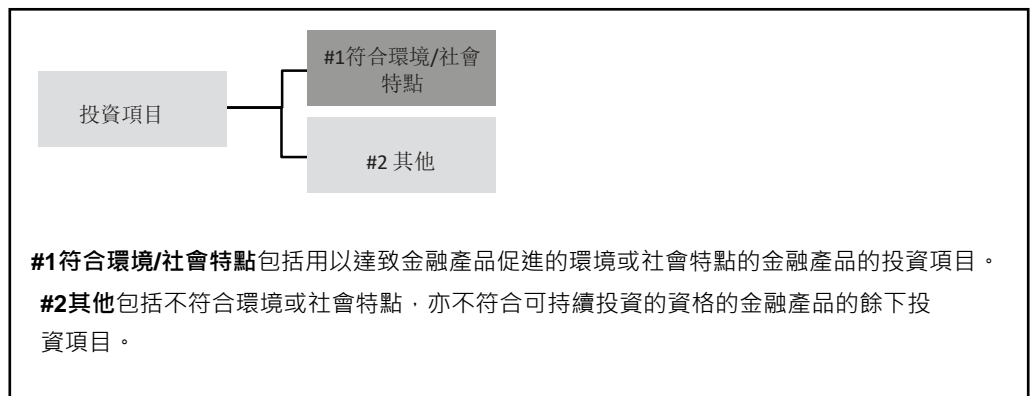 #1符合環境/社會
特點
投資項目
#2 其他
#1符合環境/社會特點包括用以達致金融產品促進的環境或社會特點的金融產品的投資項目。
#2其他包括不符合環境或社會特點，亦不符合可持續投資的資格的金融產品的餘下投
資項目。